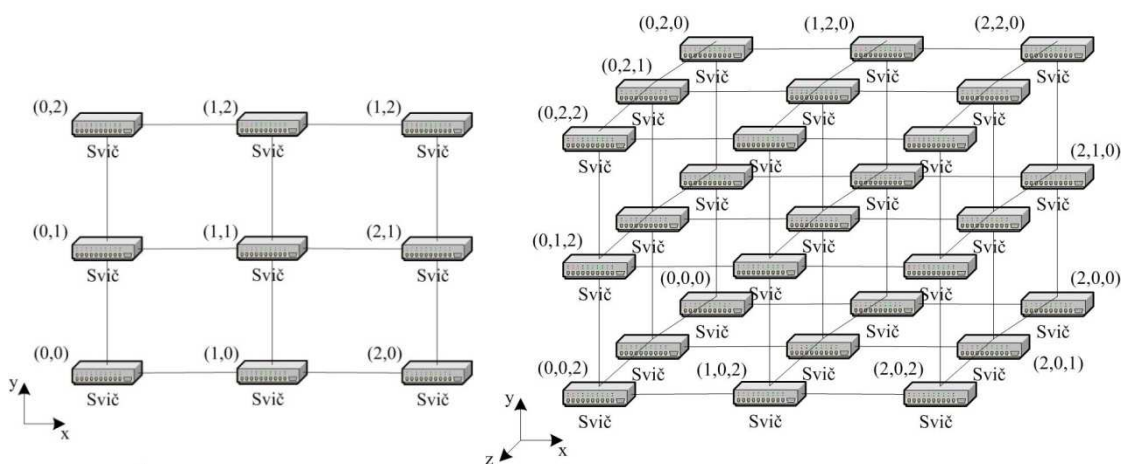 (0,2) (1,2) (1,2)
Svič Svič Svič
(0,1) (1,1) (2,1)
Svič Svič Svič
(0,0) (1,0) (2,0)
Svič Svič Svič
y
x
(0,2,0) (1,2,0) (2,2,0)
Svič Svič Svič
(0,2,1)
Svič Svič Svič
(0,2,2)
Svič Svič Svič
(2,1,0)
Svič Svič Svič
Svič Svič Svič
(0,1,2)
Svič Svič Svič
(0,0,0) (2,0,0)
Svič Svič Svič
Svič Svič Svič
(2,0,1)
(0,0,2) (1,0,2) (2,0,2)
Svič Svič Svič
y
x
z